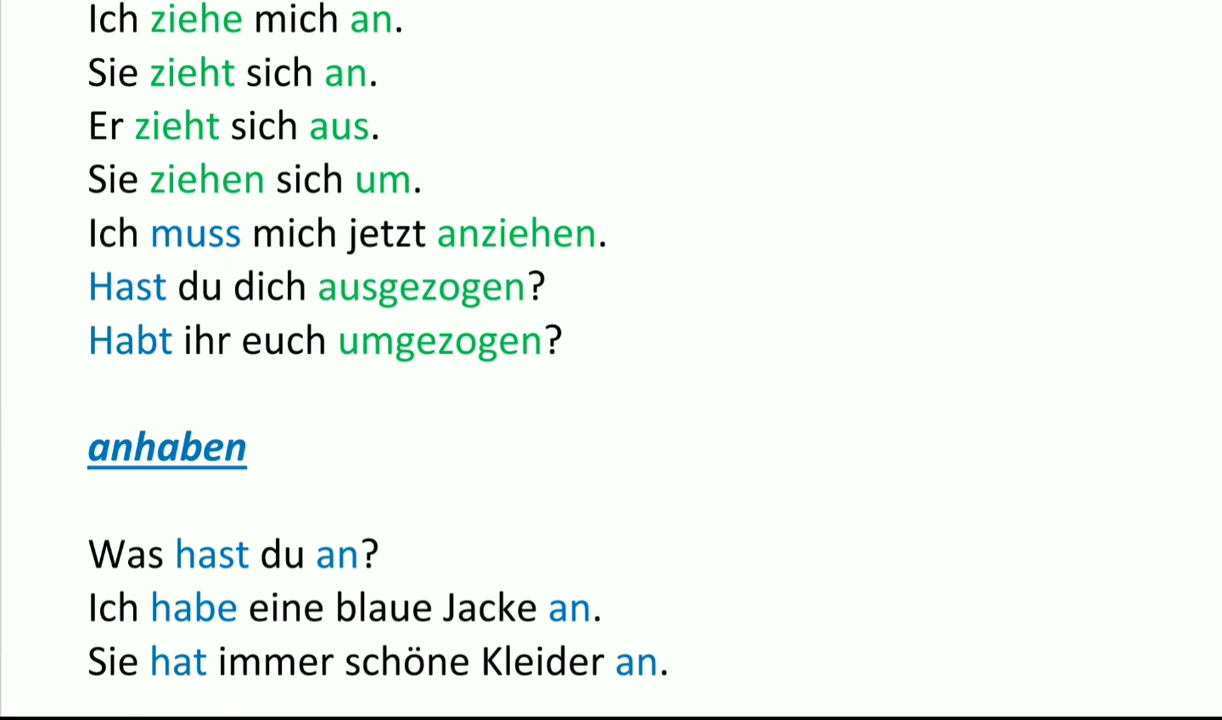 Ich ziehe mich an.
Sie zieht sich an.
Er zieht sich aus.
Sie ziehen sich um.
Ich muss mich jetzt anziehen.
Hast du dich ausgezogen?
Habt ihr euch umgezogen?
anhaben
Was hast du an?
Ich habe eine blaue Jacke an.
Sie hat immer schöne Kleider an.